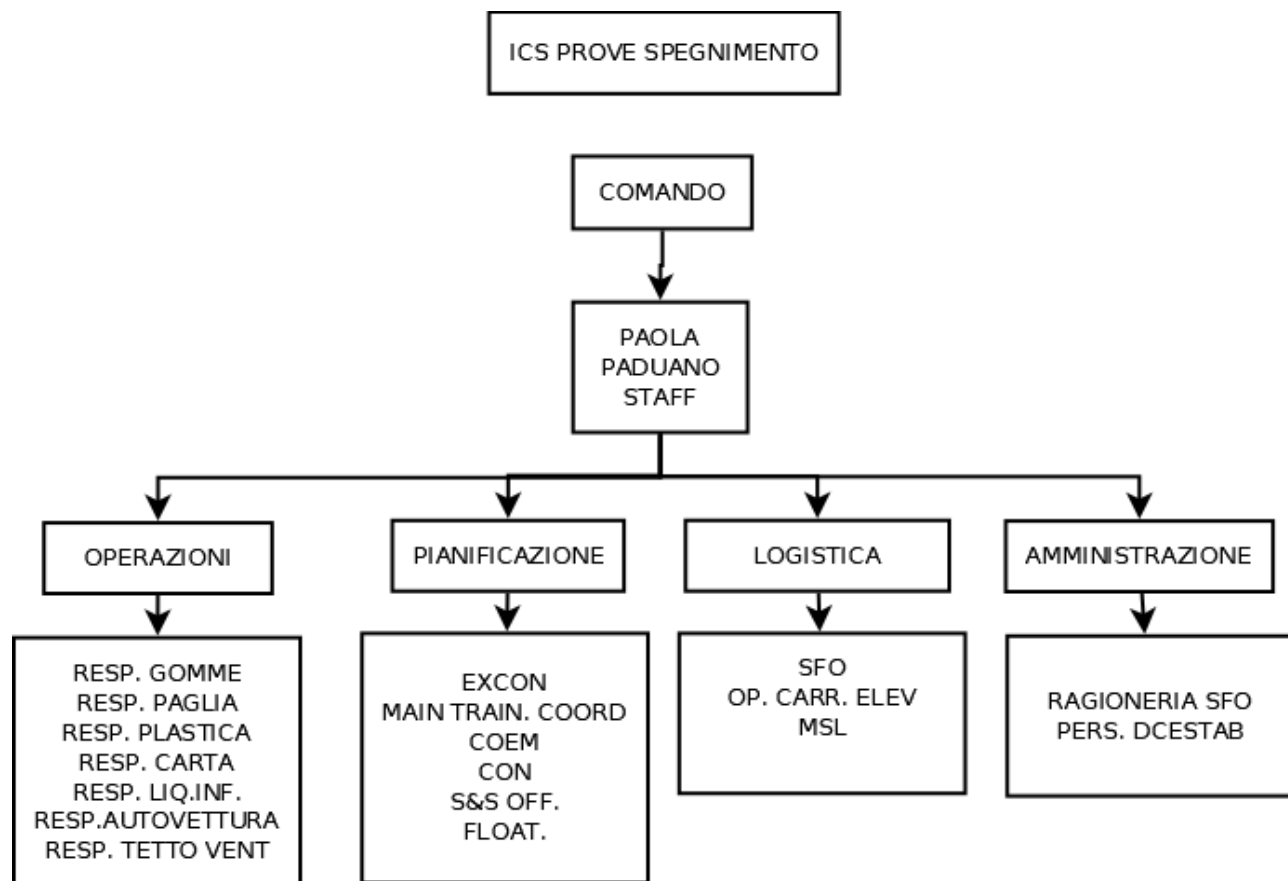 ICS PROVE SPEGNIMENTO
COMANDO
PAOLA
PADUANO
STAFF
OPERAZIONI
PIANIFICAZIONE
LOGISTICA
AMMINISTRAZIONE
RESP. GOMME
RESP. PAGLIA
RESP. PLASTICA
RESP. CARTA
RESP. LIQ.INF.
RESP.AUTOVETTURA
RESP. TETTO VENT
EXCON
MAIN TRAIN. COORD
COEM
CON
S&S OFF.
FLOAT.
SFO
OP. CARR. ELEV
MSL
RAGIONERIA SFO
PERS. DCESTAB